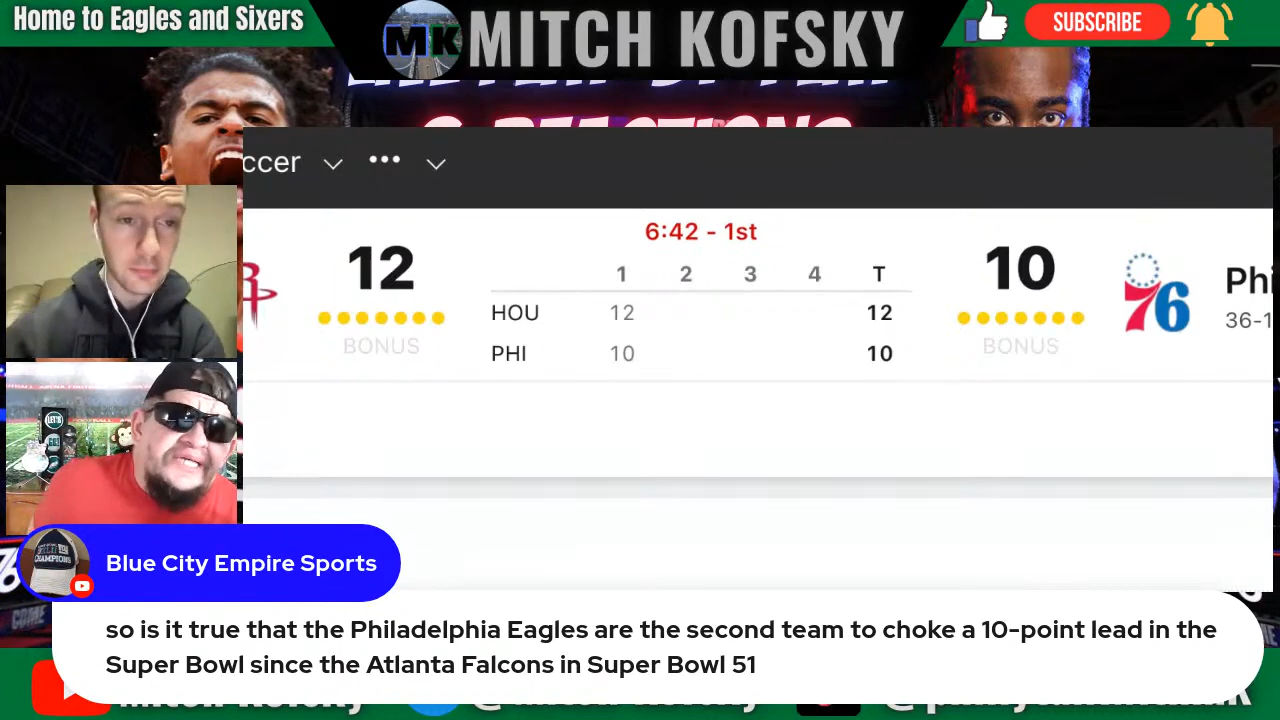 Home to Eagles and Sixers
MK MITCH KOFSKY
SUBSCRIBE
ccer
6:42 - 1st
12
10
1 2 3 4 T
HOU 12 12
PHI 10 10
BONUS
BONUS
76
Phi
36-1
Blue City Empire Sports
so is it true that the Philadelphia Eagles are the second team to choke a 10-point lead in the
Super Bowl since the Atlanta Falcons in Super Bowl 51